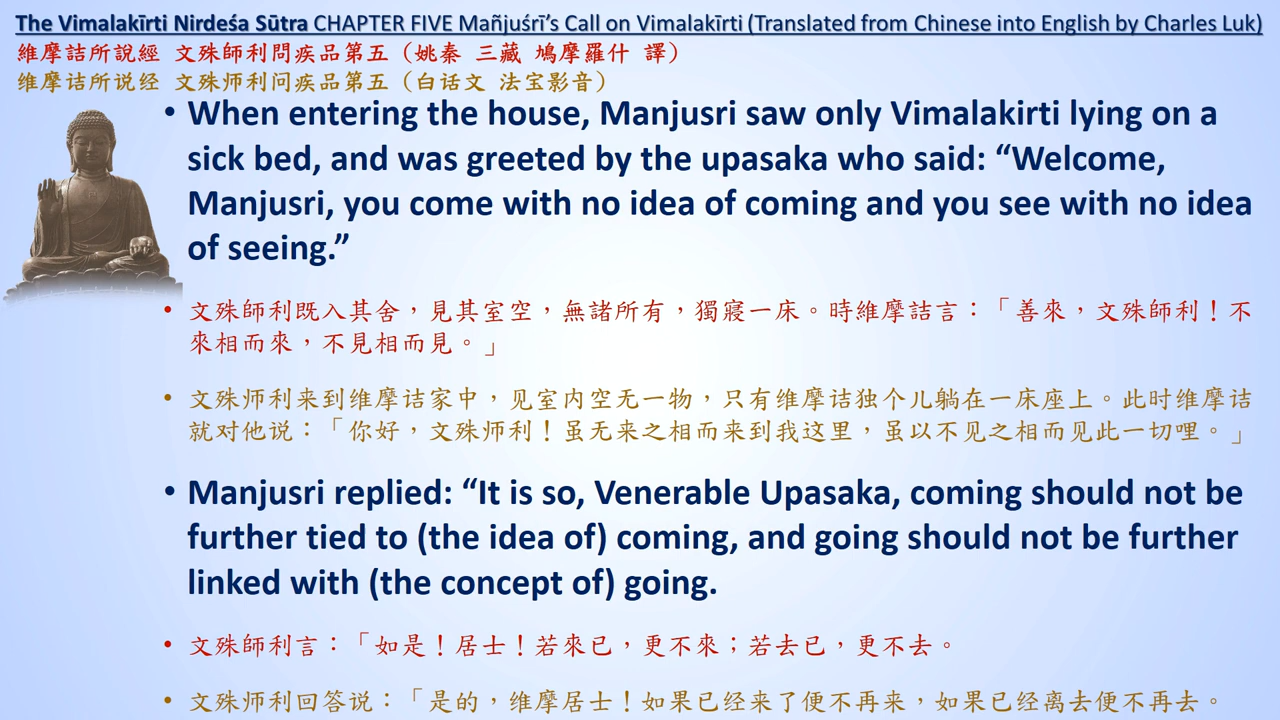 The Vimalakīrti Nirdeśa Sūtra CHAPTER FIVE Mañjuśrī’s Call on Vimalakīrti (Translated from Chinese into English by Charles Luk)
維摩詰所說經 文殊師利問疾品第五（姚秦 三藏 鳩摩羅什 譯）
维摩诘所说经 文殊师利问疾品第五（白话文 法宝影音）
• When entering the house, Manjusri saw only Vimalakirti lying on a
sick bed, and was greeted by the upasaka who said: “Welcome,
Manjusri, you come with no idea of coming and you see with no idea
of seeing.”
• 文殊師利既入其舍，見其室空，無諸所有，獨寢一床。時維摩詰言：「善來，文殊師利！不
來相而來，不見相而見。」
• 文殊师利来到维摩诘家中，见室内空无一物，只有维摩诘独个儿躺在一床座上。此时维摩诘
就对他说：「你好，文殊师利！虽无来之相而来到我这里，虽以不见之相而见此一切哩。」
• Manjusri replied: “It is so, Venerable Upasaka, coming should not be
further tied to (the idea of) coming, and going should not be further
linked with (the concept of) going.
• 文殊師利言：「如是！居士！若來已，更不來；若去已，更不去。
• 文殊师利回答说：「是的，维摩居士！如果已经来了便不再来，如果已经离去便不再去。